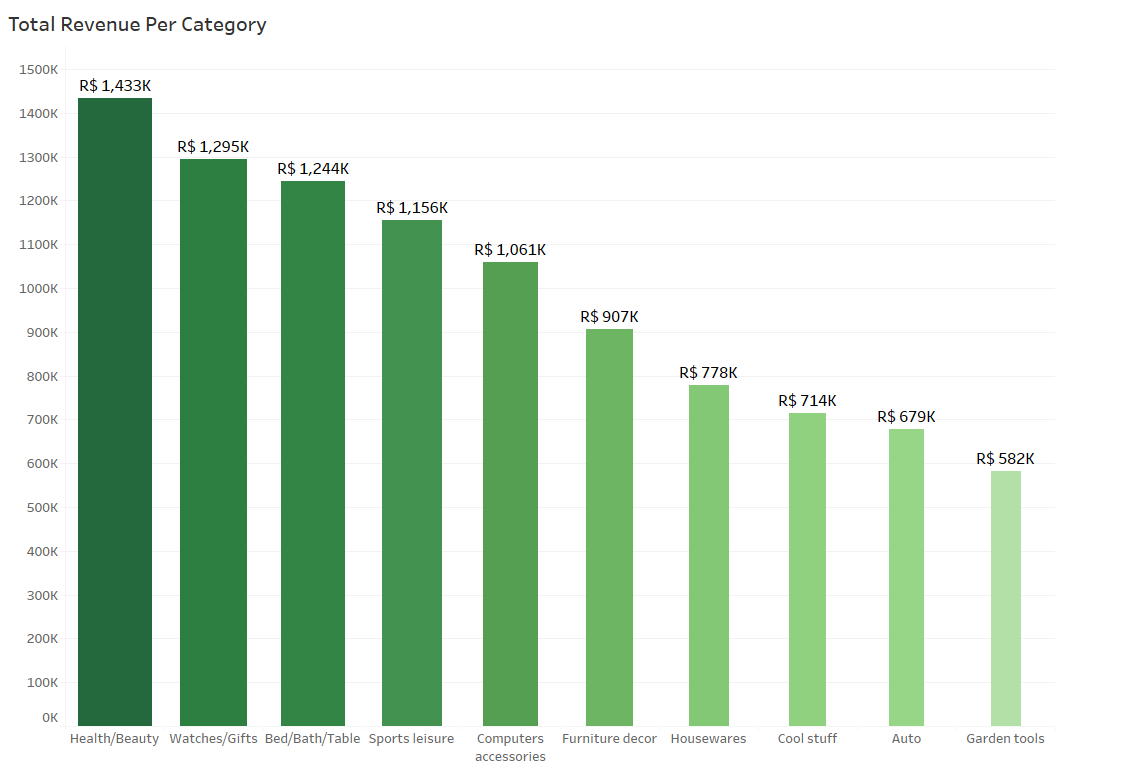 Total Revenue Per Category
1500K
1400K
1300K
1200K
1100K
1000K
900K
800K
700K
600K
500K
400K
300K
200K
100K
0K
R$ 1,433K
R$ 1,295K
R$ 1,244K
R$ 1,156K
R$ 1,061K
R$ 907K
R$ 778K
R$ 714K
R$ 679K
R$ 582K
Health/Beauty
Watches/Gifts
Bed/Bath/Table
Sports leisure
Computers
accessories
Furniture decor
Housewares
Cool stuff
Auto
Garden tools